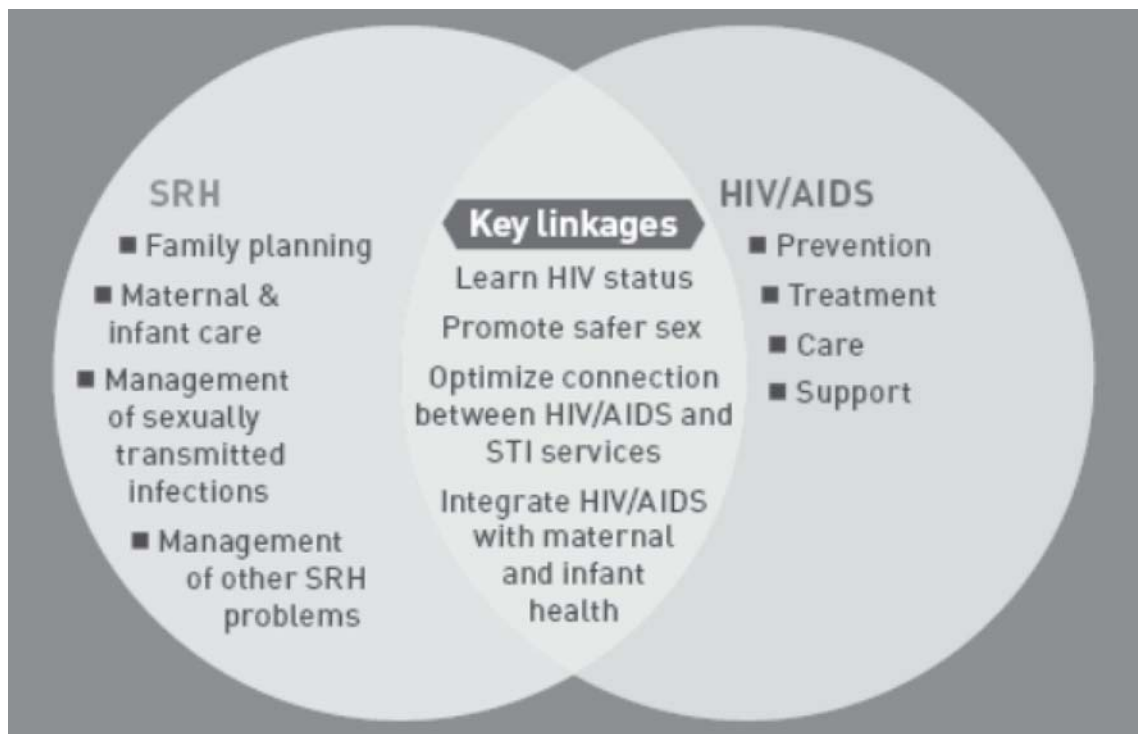 SRH
■ Family planning
■ Maternal &
infant care
■ Management
of sexually
transmitted
infections
■ Management
of other SRH
problems
Key linkages
Learn HIV status
Promote safer sex
Optimize connection
between HIV/AIDS and
STI services
Integrate HIV/AIDS
with maternal
and infant
health
HIV/AIDS
■ Prevention
■ Treatment
■ Care
■ Support